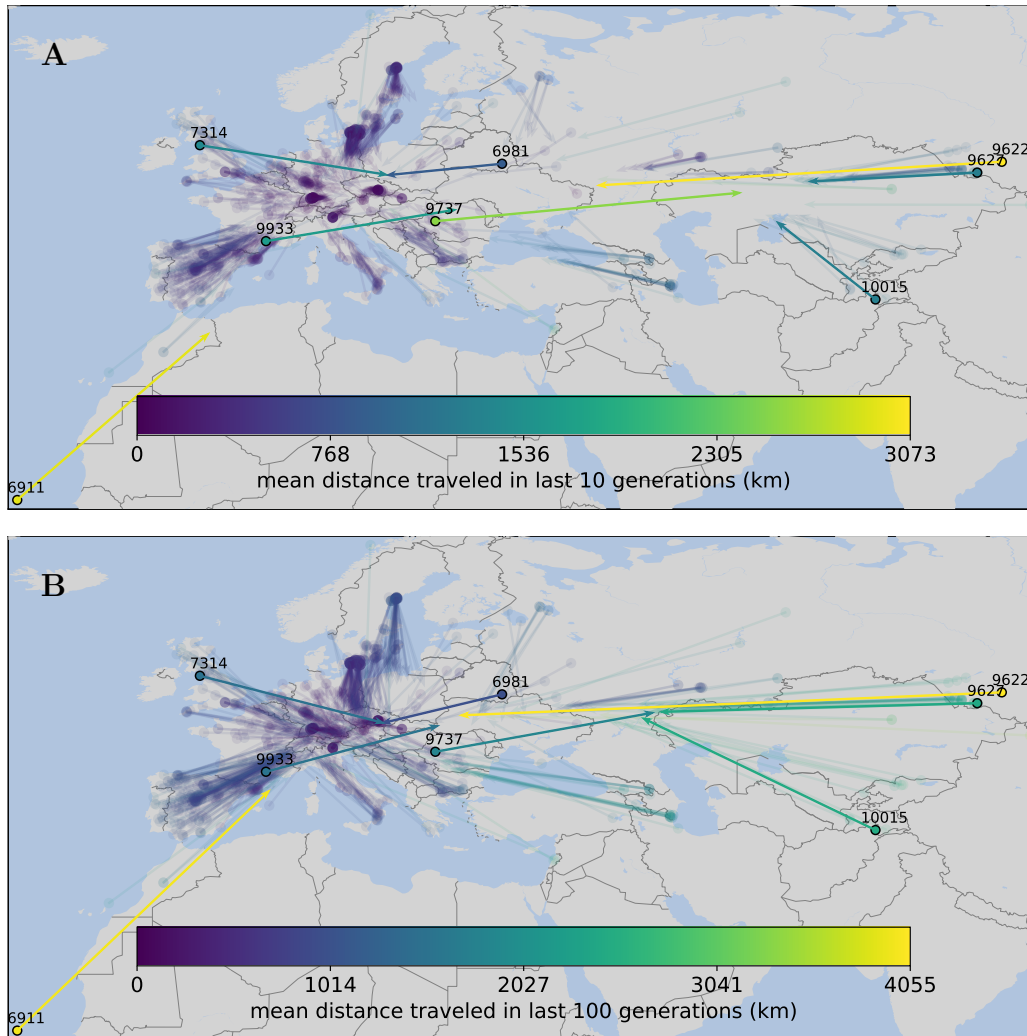 A
7314
6981
9622
9627
9933
9737
10015
6911
0 768 1536 2305 3073
mean distance traveled in last 10 generations (km)
B
7314
6981
9622
9627
9933
9737
10015
6911
0 1014 2027 3041 4055
mean distance traveled in last 100 generations (km)